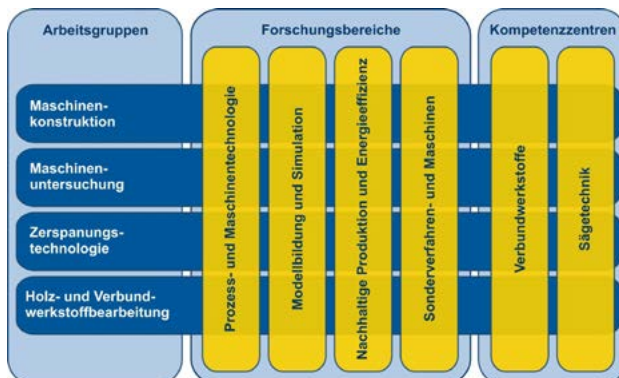 Arbeitsgruppen
Forschungsbereiche
Kompetenzzentren
Maschinen-
konstruktion
Maschinen-
untersuchung
Zerspanungs-
technologie
Holz- und Verbund-
werkstoffbearbeitung
Prozess- und Maschinentechnologie
Modellbildung und Simulation
Nachhaltige Produktion und Energieeffizienz
Sonderverfahren- und Maschinen
Verbundwerkstoffe
Sägetechnik